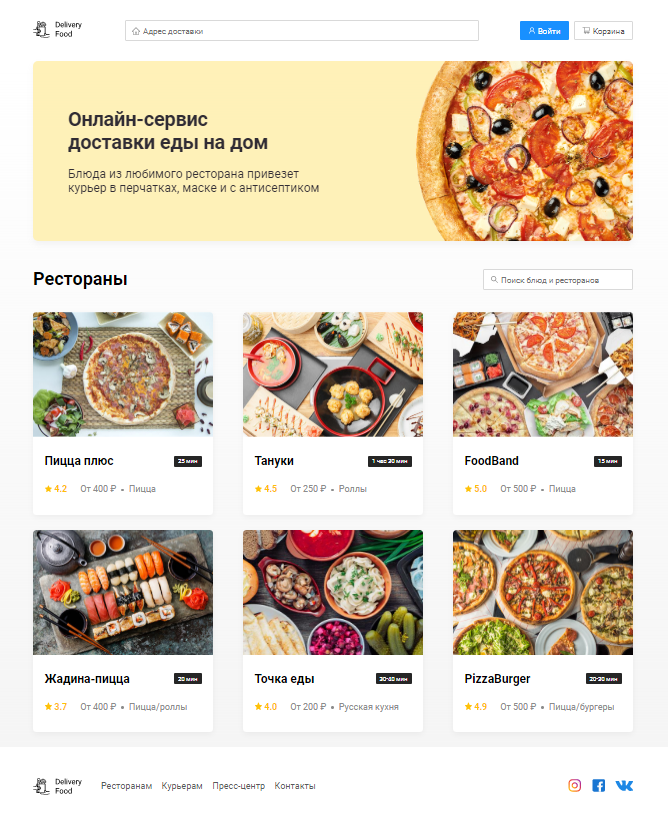 Delivery
Food
Адрес доставки
Войти
Корзина
Онлайн-сервис
доставки еды на дом
Блюда из любимого ресторана привезет
курьер в перчатках, маске и с антисептиком
Рестораны
Поиск блюд и ресторанов
Пицца плюс
25 мин
4.2 От 400 ₽ • Пицца
Тануки
1 час 20 мин
4.5 От 250 ₽ • Роллы
FoodBand
15 мин
5.0 От 500 ₽ • Пицца
Жадина-пицца
20 мин
3.7 От 400 ₽ • Пицца/роллы
Точка еды
30-40 мин
4.0 От 200 ₽ • Русская кухня
PizzaBurger
20-30 мин
4.9 От 500 ₽ • Пицца/бургеры
Delivery
Food
Ресторанам Курьерам Пресс-центр Контакты